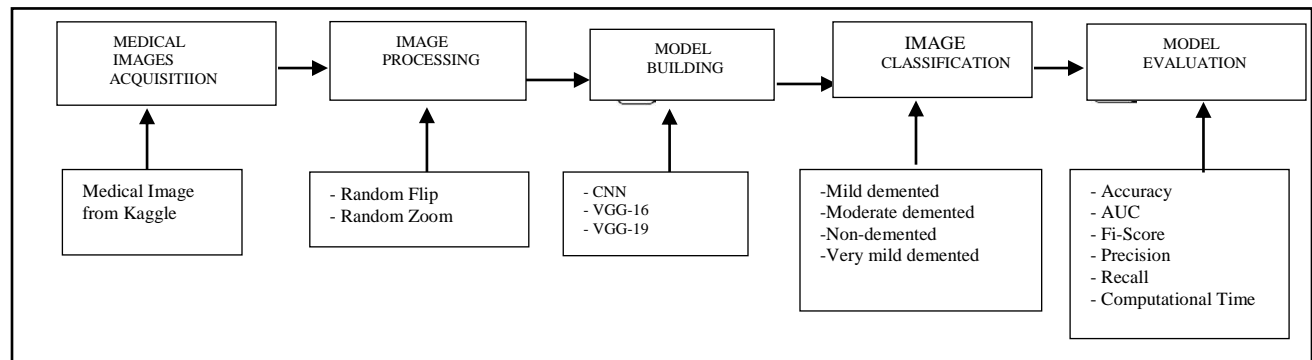 MEDICAL
IMAGES
ACQUISITIION
IMAGE
PROCESSING
MODEL
BUILDING
IMAGE
CLASSIFICATION
MODEL
EVALUATION
Medical Image
from Kaggle
- Random Flip
- Random Zoom
- CNN
- VGG-16
- VGG-19
-Mild demented
-Moderate demented
-Non-demented
-Very mild demented
- Accuracy
- AUC
- Fi-Score
- Precision
- Recall
- Computational Time